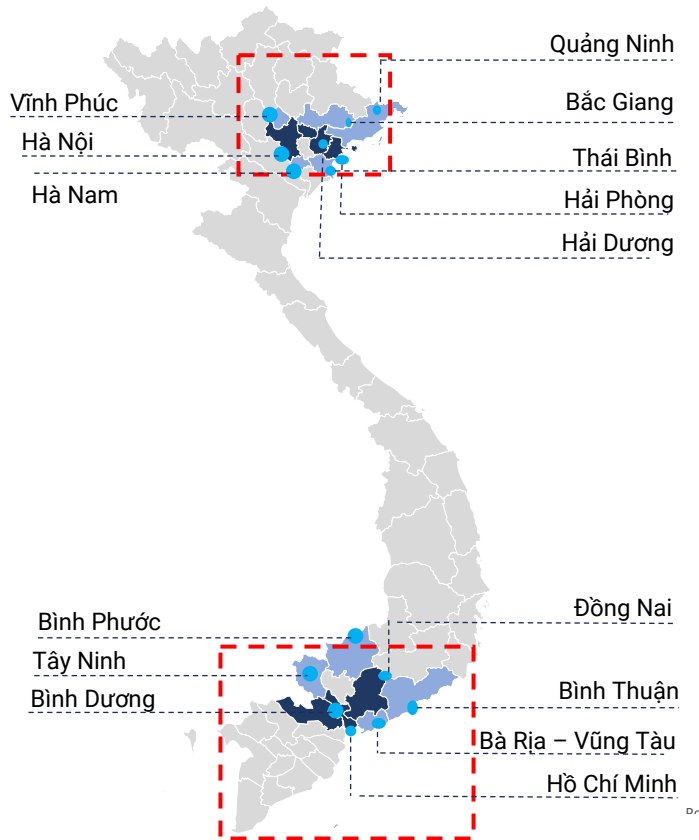 Quảng Ninh
Vĩnh Phúc
Bắc Giang
Hà Nội
Thái Bình
Hà Nam
Hải Phòng
Hải Dương
Đồng Nai
Bình Phước
Tây Ninh
Bình Dương
Bình Thuận
Bà Rịa – Vũng Tàu
Hồ Chí Minh